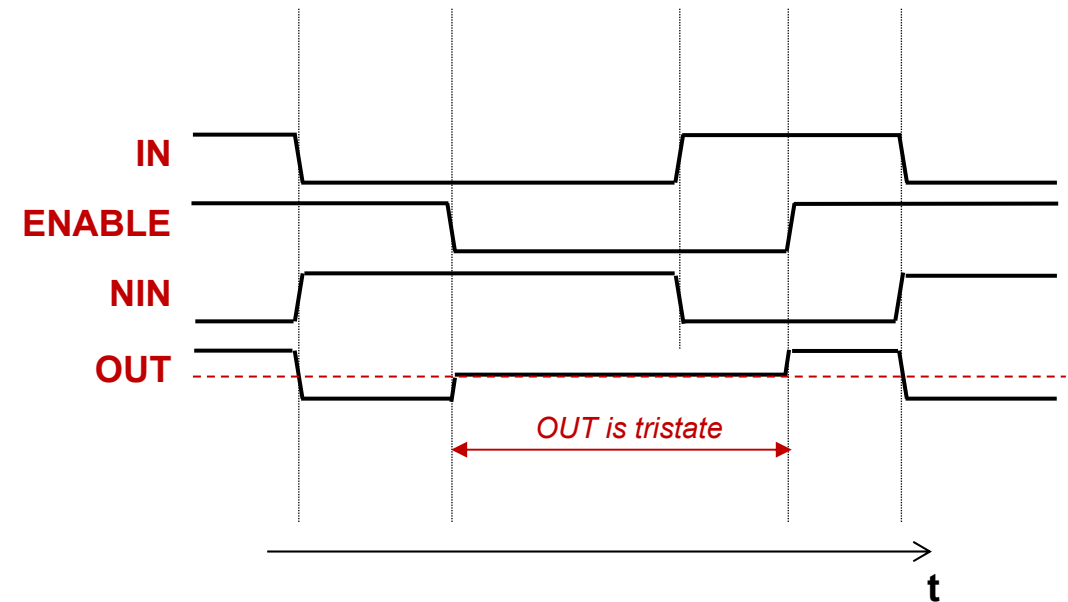 IN
ENABLE
NIN
OUT
OUT is tristate
t